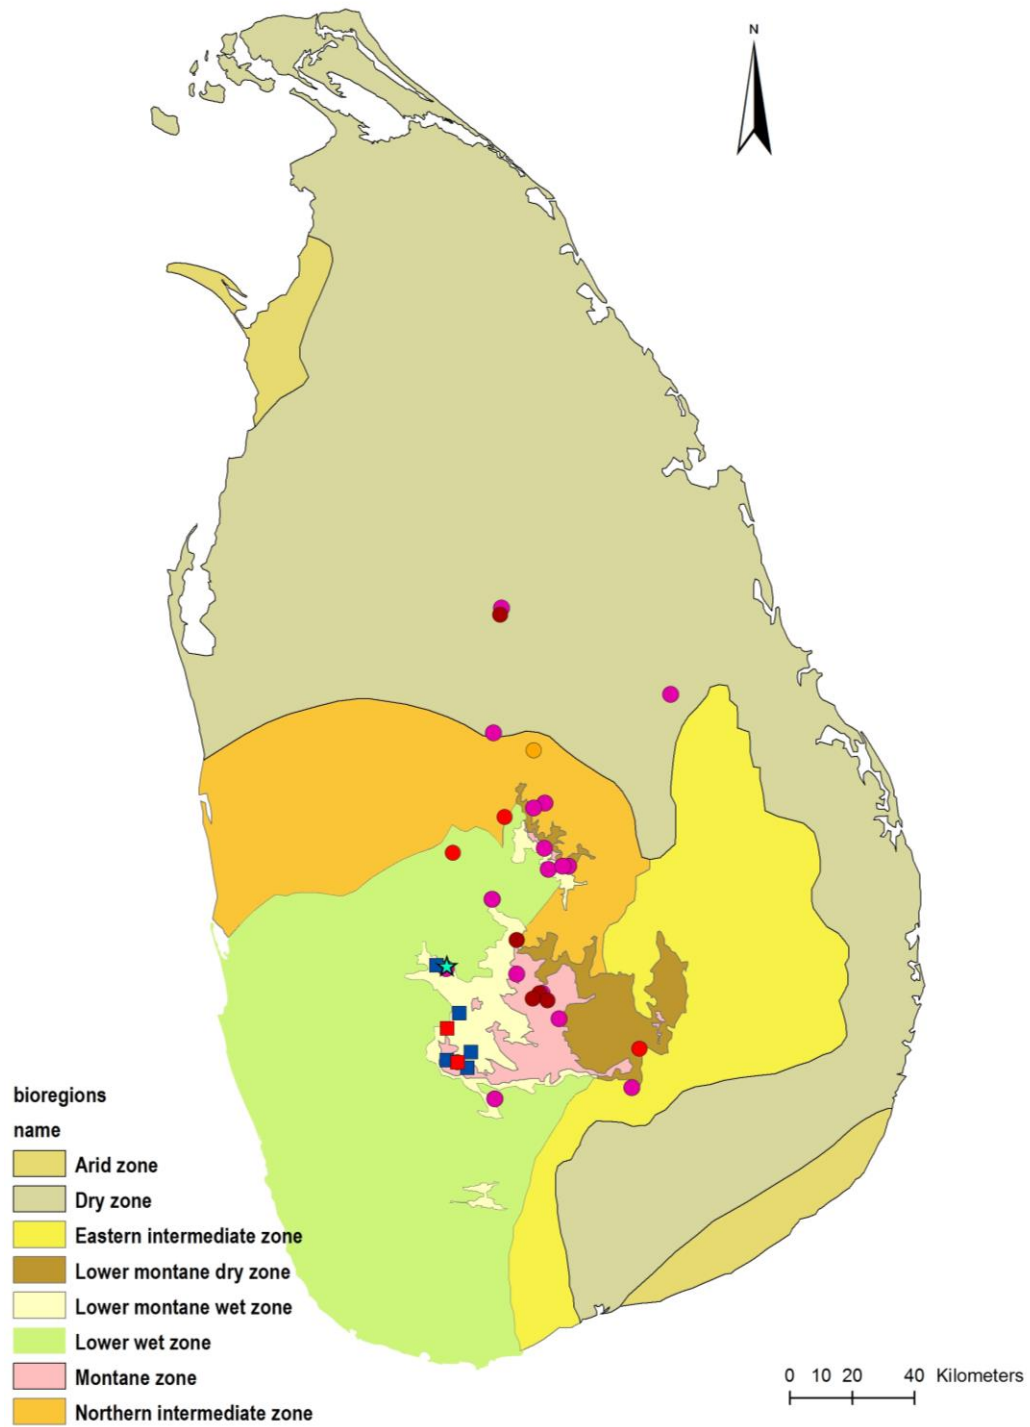 N
bioregions
name
Arid zone
Dry zone
Eastern intermediate zone
Lower montane dry zone
Lower montane wet zone
Lower wet zone
Montane zone
Northern intermediate zone
0 10 20 40 Kilometers